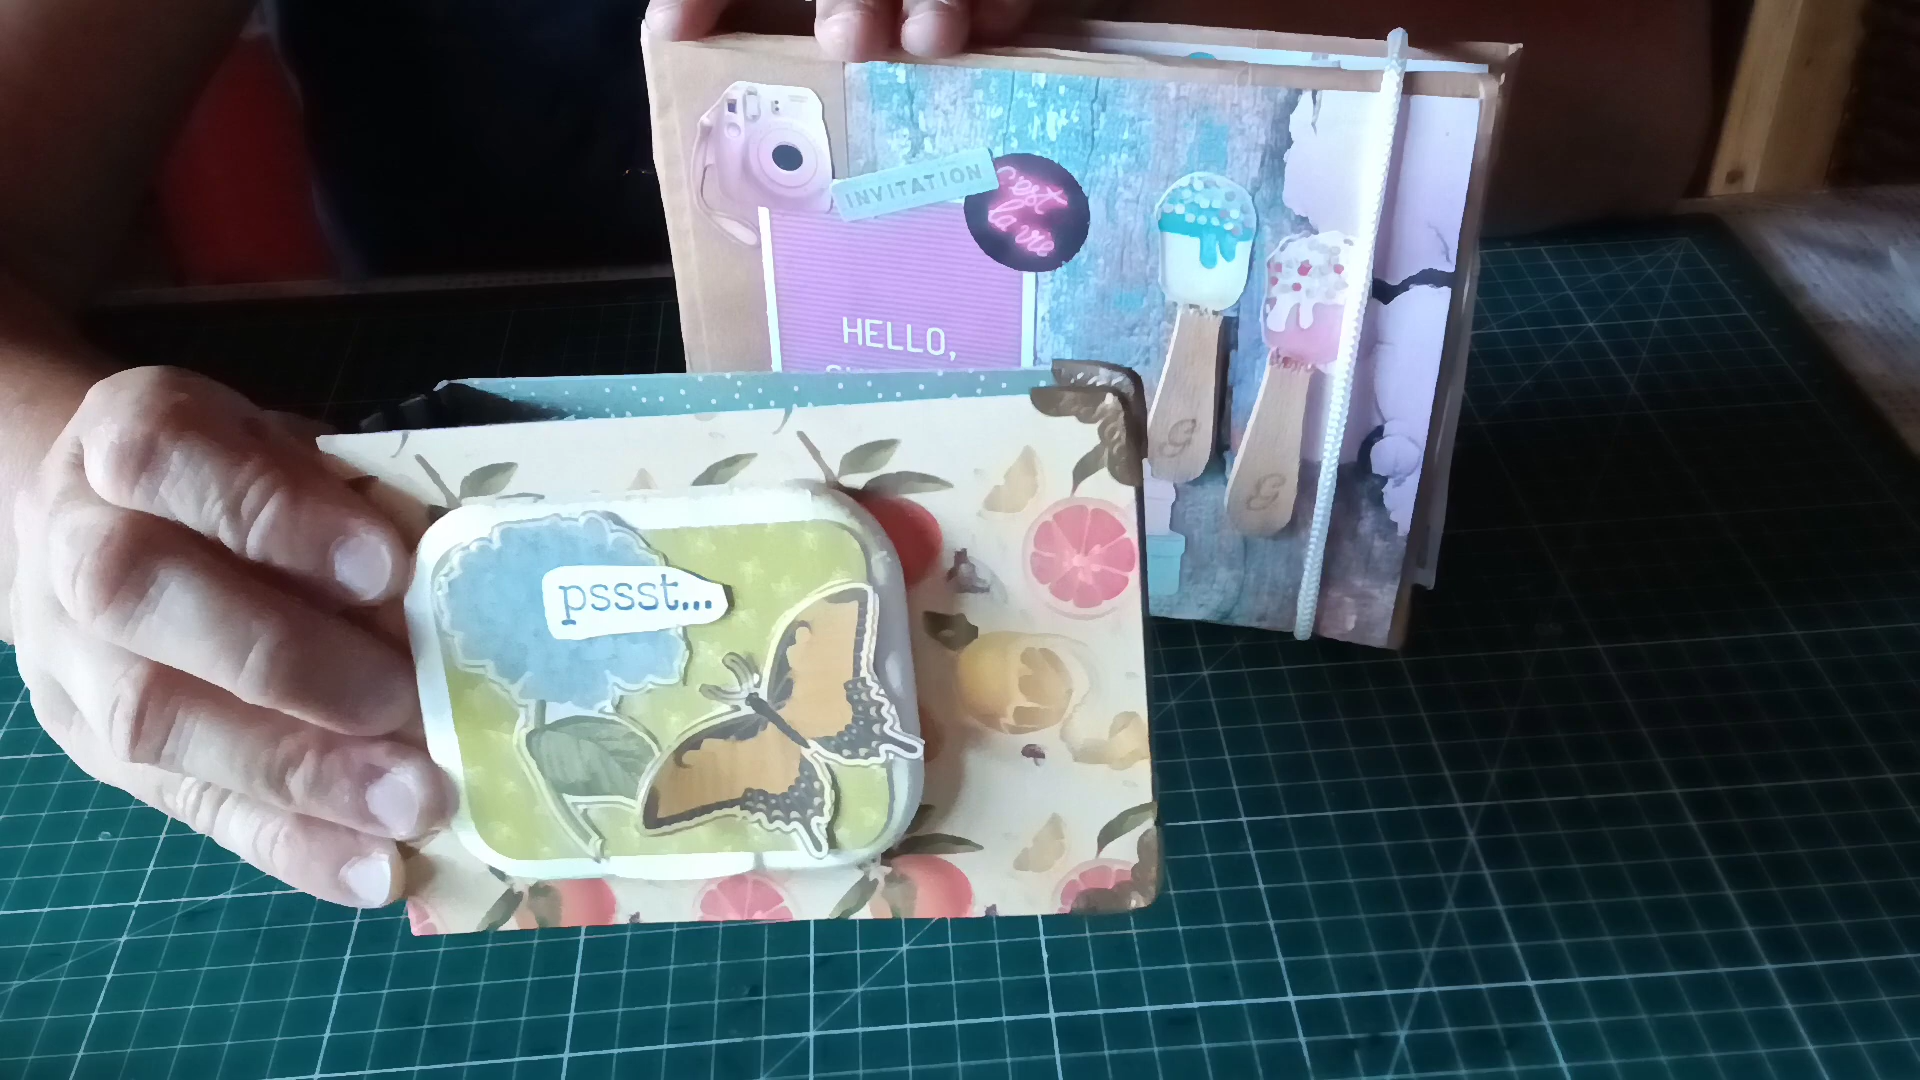 INVITATION
c'est
la vie
HELLO,
G
G
pssst...